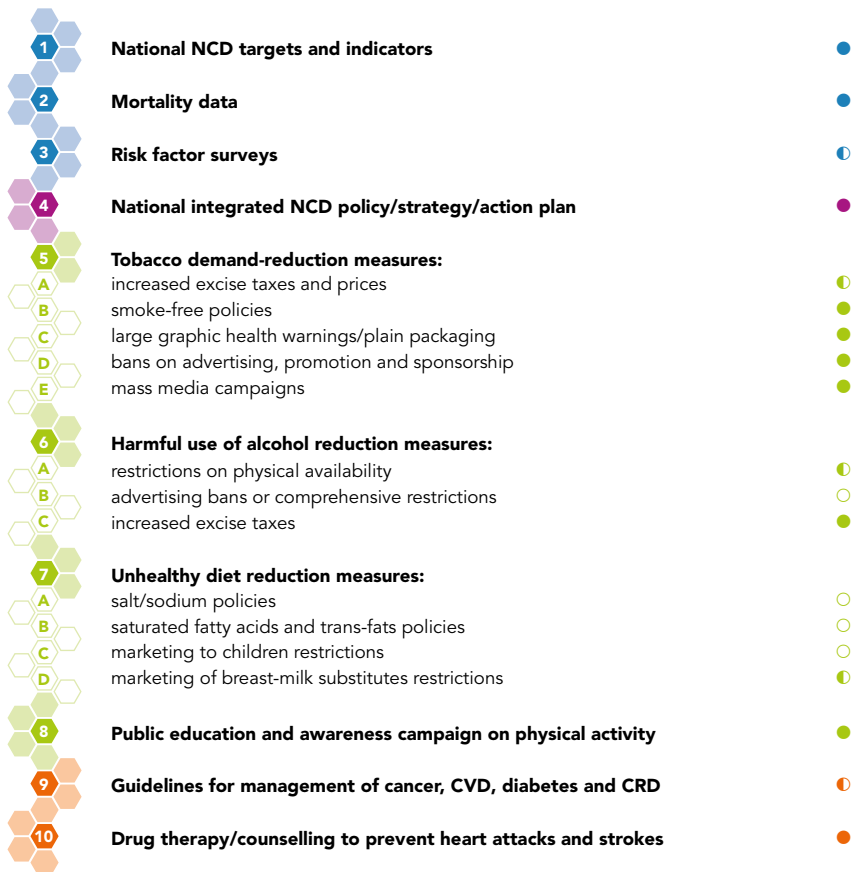 1 National NCD targets and indicators
2 Mortality data
3 Risk factor surveys
4 National integrated NCD policy/strategy/action plan
5 Tobacco demand-reduction measures:
A increased excise taxes and prices
B smoke-free policies
C large graphic health warnings/plain packaging
D bans on advertising, promotion and sponsorship
E mass media campaigns
6 Harmful use of alcohol reduction measures:
A restrictions on physical availability
B advertising bans or comprehensive restrictions
C increased excise taxes
7 Unhealthy diet reduction measures:
A salt/sodium policies
B saturated fatty acids and trans-fats policies
C marketing to children restrictions
D marketing of breast-milk substitutes restrictions
8 Public education and awareness campaign on physical activity
9 Guidelines for management of cancer, CVD, diabetes and CRD
10 Drug therapy/counselling to prevent heart attacks and strokes